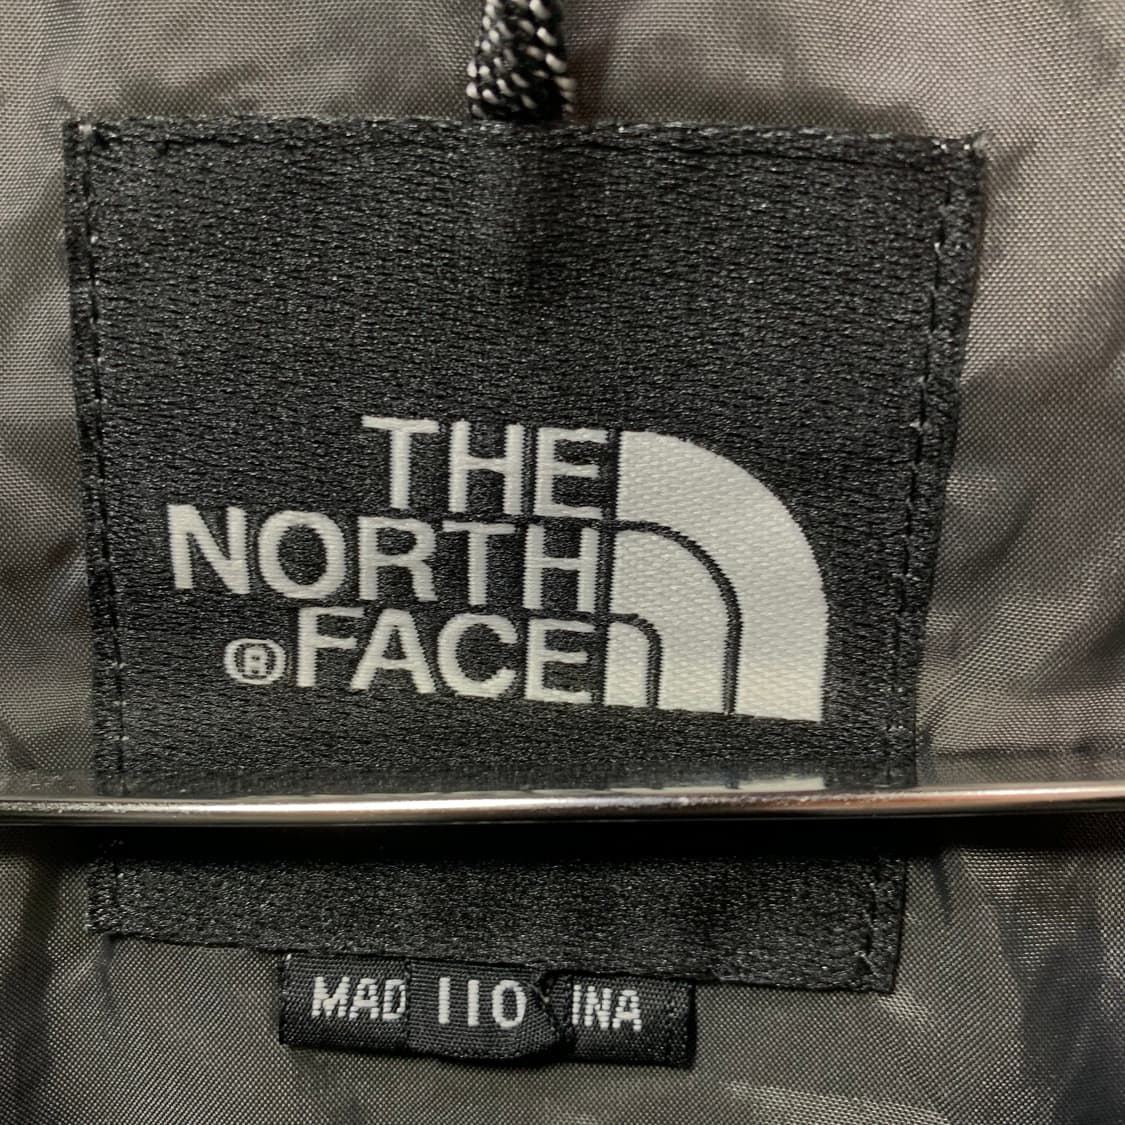 THE
NORTH
®FACE
MAD 110 INA